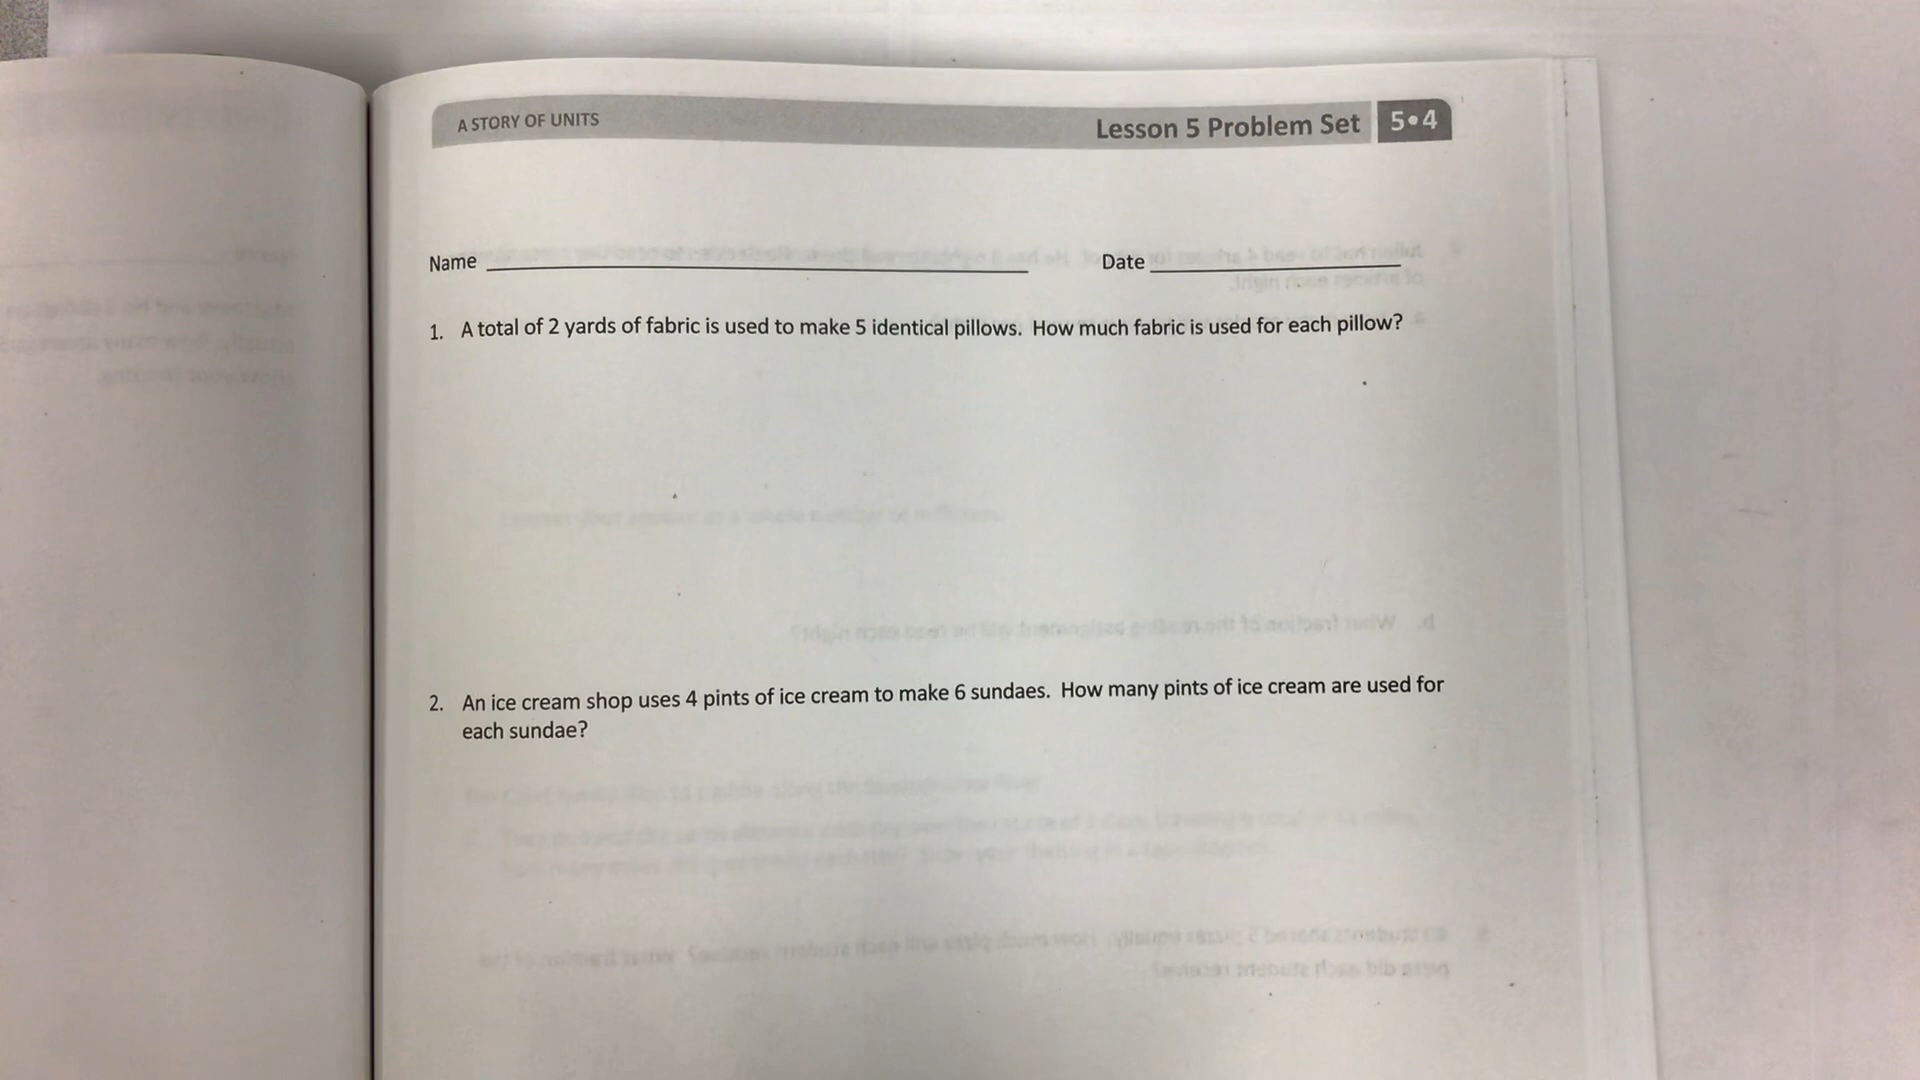 A STORY OF UNITS
Lesson 5 Problem Set 5•4
Name
Date
1. A total of 2 yards of fabric is used to make 5 identical pillows. How much fabric is used for each pillow?
2. An ice cream shop uses 4 pints of ice cream to make 6 sundaes. How many pints of ice cream are used for
each sundae?